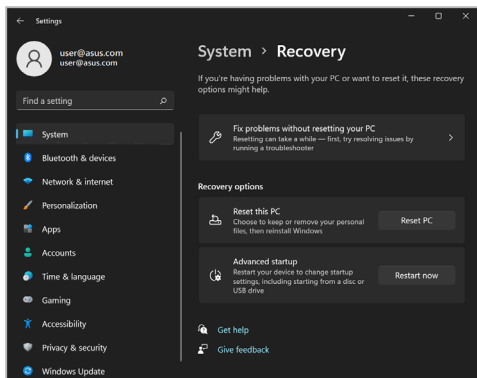 Settings
user@asus.com
user@asus.com
Find a setting
System
Bluetooth & devices
Network & internet
Personalization
Apps
Accounts
Time & language
Gaming
Accessibility
Privacy & security
Windows Update
System > Recovery
If you're having problems with your PC or want to reset it, these recovery
options might help.
Fix problems without resetting your PC
Resetting can take a while — first, try resolving issues by
running a troubleshooter
Recovery options
Reset this PC
Choose to keep or remove your personal
files, then reinstall Windows
Reset PC
Advanced startup
Restart your device to change startup
settings, including starting from a disc or
USB drive
Restart now
Get help
Give feedback